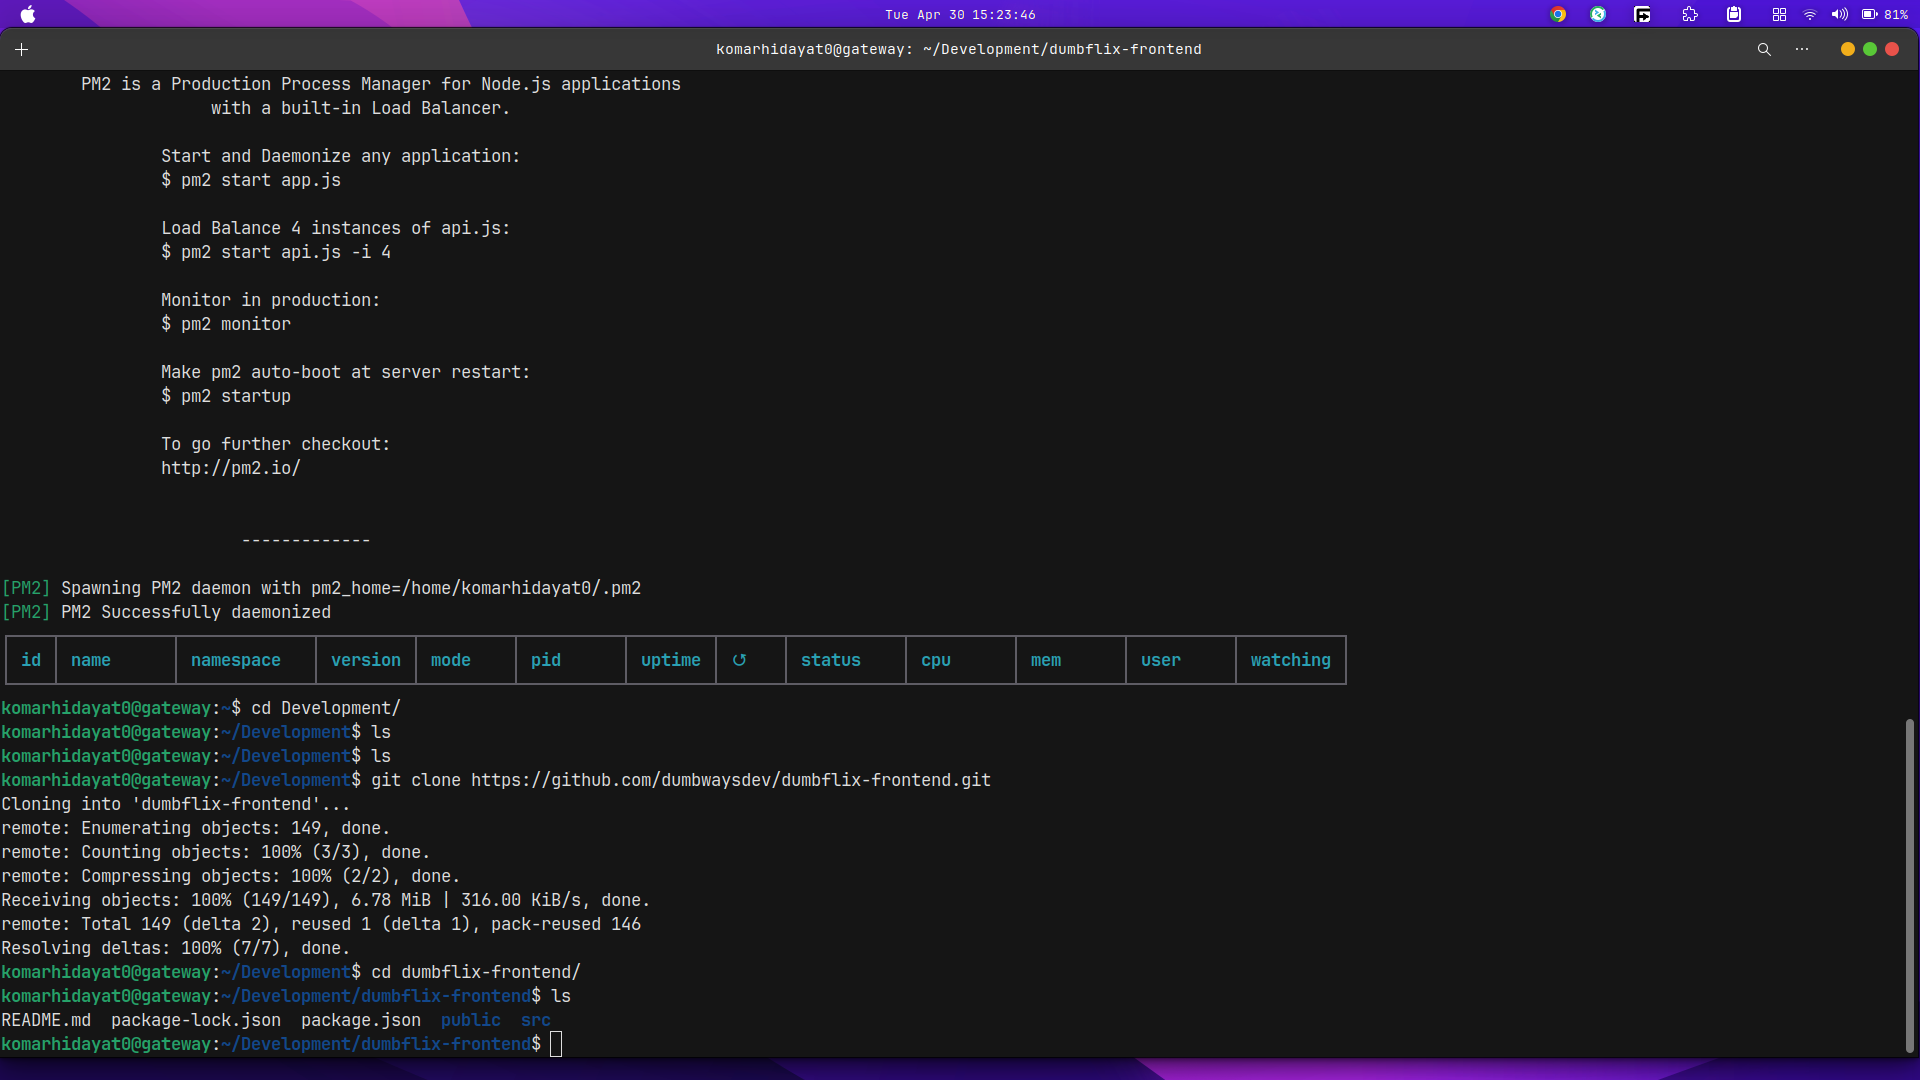 Tue Apr 30 15:23:46
81%
komarhidayat0@gateway: ~/Development/dumbflix-frontend
PM2 is a Production Process Manager for Node.js applications
with a built-in Load Balancer.
Start and Daemonize any application:
$ pm2 start app.js
Load Balance 4 instances of api.js:
$ pm2 start api.js -i 4
Monitor in production:
$ pm2 monitor
Make pm2 auto-boot at server restart:
$ pm2 startup
To go further checkout:
http://pm2.io/
-------------
[PM2] Spawning PM2 daemon with pm2_home=/home/komarhidayat0/.pm2
[PM2] PM2 Successfully daemonized
id name namespace version mode pid uptime ↺ status cpu mem user watching
komarhidayat0@gateway:~$ cd Development/
komarhidayat0@gateway:~/Development$ ls
komarhidayat0@gateway:~/Development$ ls
komarhidayat0@gateway:~/Development$ git clone https://github.com/dumbwaysdev/dumbflix-frontend.git
Cloning into 'dumbflix-frontend'...
remote: Enumerating objects: 149, done.
remote: Counting objects: 100% (3/3), done.
remote: Compressing objects: 100% (2/2), done.
Receiving objects: 100% (149/149), 6.78 MiB | 316.00 KiB/s, done.
remote: Total 149 (delta 2), reused 1 (delta 1), pack-reused 146
Resolving deltas: 100% (7/7), done.
komarhidayat0@gateway:~/Development$ cd dumbflix-frontend/
komarhidayat0@gateway:~/Development/dumbflix-frontend$ ls
README.md  package-lock.json  package.json  public  src
komarhidayat0@gateway:~/Development/dumbflix-frontend$